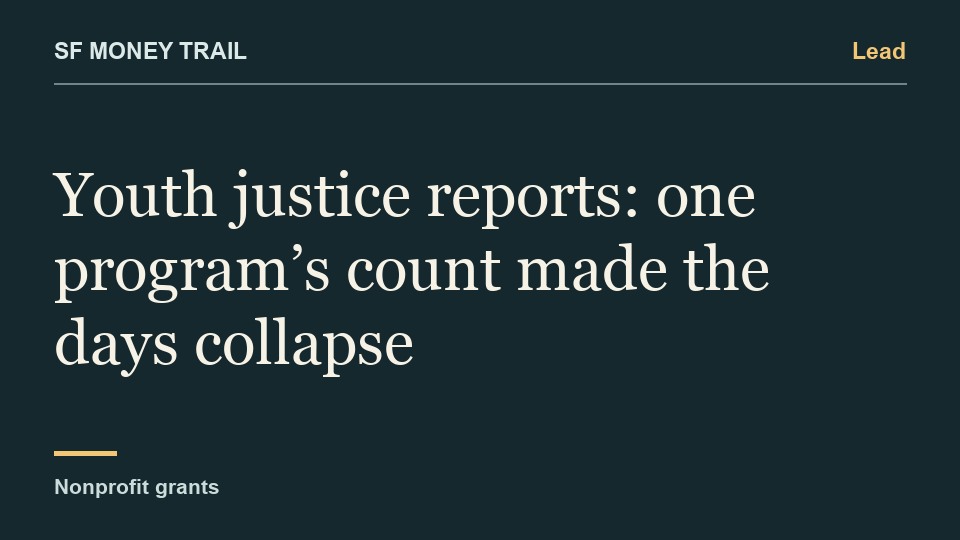 SF MONEY TRAIL
Lead
Youth justice reports: one
program’s count made the
days collapse
Nonprofit grants